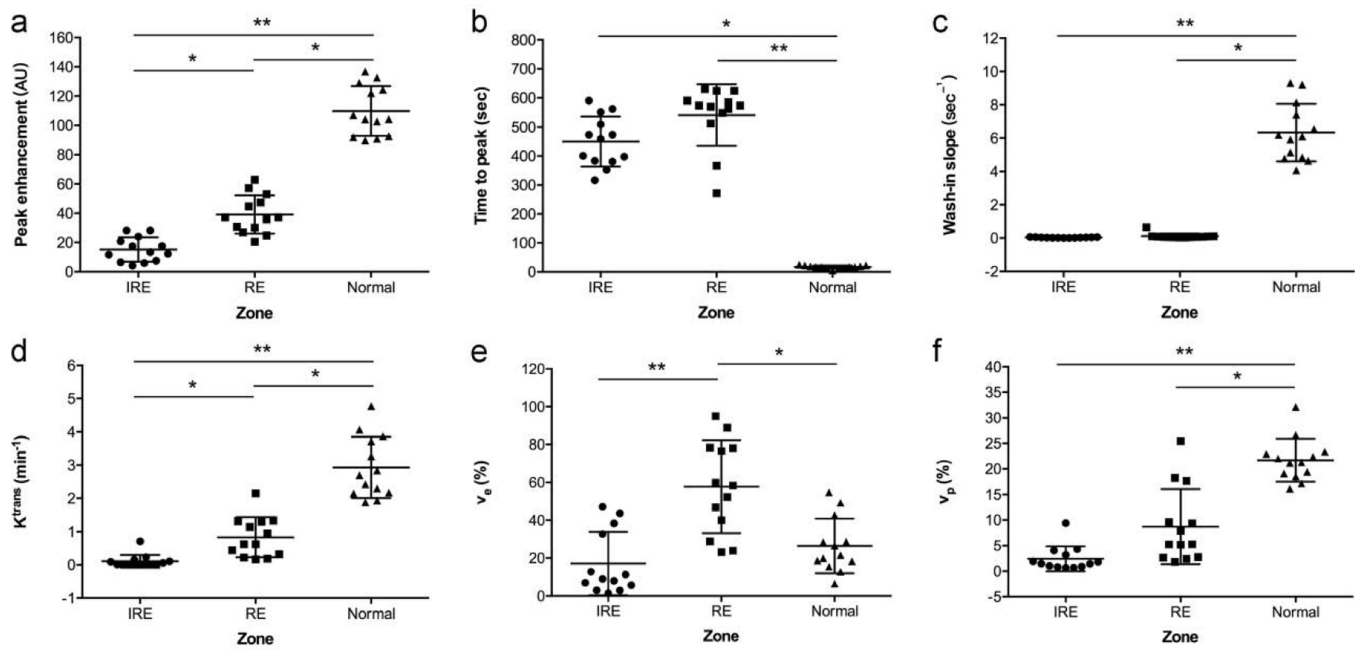 a
**
*
*
Peak enhancement (AU)
160
140
120
100
80
60
40
20
0
IRE
RE
Normal
Zone
b
*
**
Time to peak (sec)
800
700
600
500
400
300
200
100
0
IRE
RE
Normal
Zone
c
**
*
Wash-in slope (sec⁻¹)
12
10
8
6
4
2
0
-2
IRE
RE
Normal
Zone
d
**
*
*
Kᵗʳᵃⁿˢ (min⁻¹)
6
5
4
3
2
1
0
-1
IRE
RE
Normal
Zone
e
**
*
vₑ (%)
120
100
80
60
40
20
0
IRE
RE
Normal
Zone
f
**
*
vₚ (%)
40
35
30
25
20
15
10
5
0
-5
IRE
RE
Normal
Zone